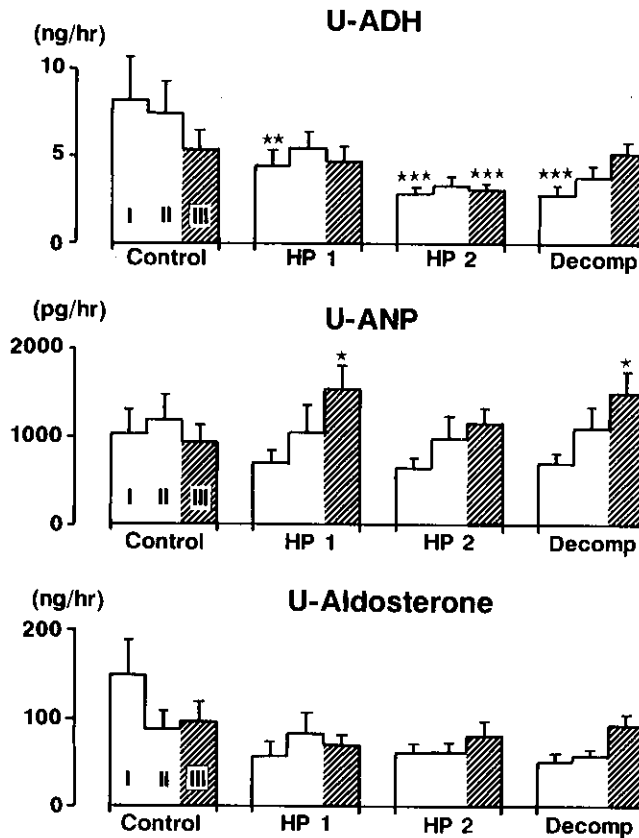 U-ADH
(ng/hr)
10
5
0
★★
★★★
★★★
★★★
I II III
Control HP 1 HP 2 Decomp
U-ANP
(pg/hr)
2000
1000
0
★
★
I II III
Control HP 1 HP 2 Decomp
U-Aldosterone
(ng/hr)
200
100
0
I II III
Control HP 1 HP 2 Decomp